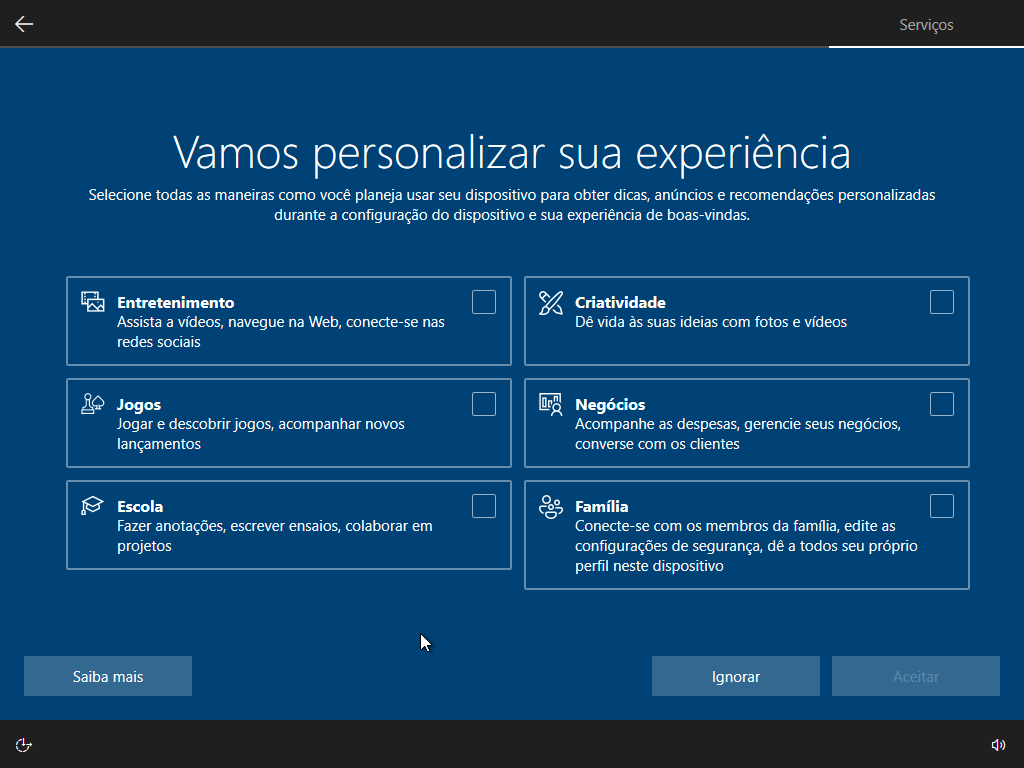 Serviços
Vamos personalizar sua experiência
Selecione todas as maneiras como você planeja usar seu dispositivo para obter dicas, anúncios e recomendações personalizadas
durante a configuração do dispositivo e sua experiência de boas-vindas.
Entretenimento
Assista a vídeos, navegue na Web, conecte-se nas
redes sociais
Criatividade
Dê vida às suas ideias com fotos e vídeos
Jogos
Jogar e descobrir jogos, acompanhar novos
lançamentos
Negócios
Acompanhe as despesas, gerencie seus negócios,
converse com os clientes
Escola
Fazer anotações, escrever ensaios, colaborar em
projetos
Família
Conecte-se com os membros da família, edite as
configurações de segurança, dê a todos seu próprio
perfil neste dispositivo
Saiba mais
Ignorar
Aceitar